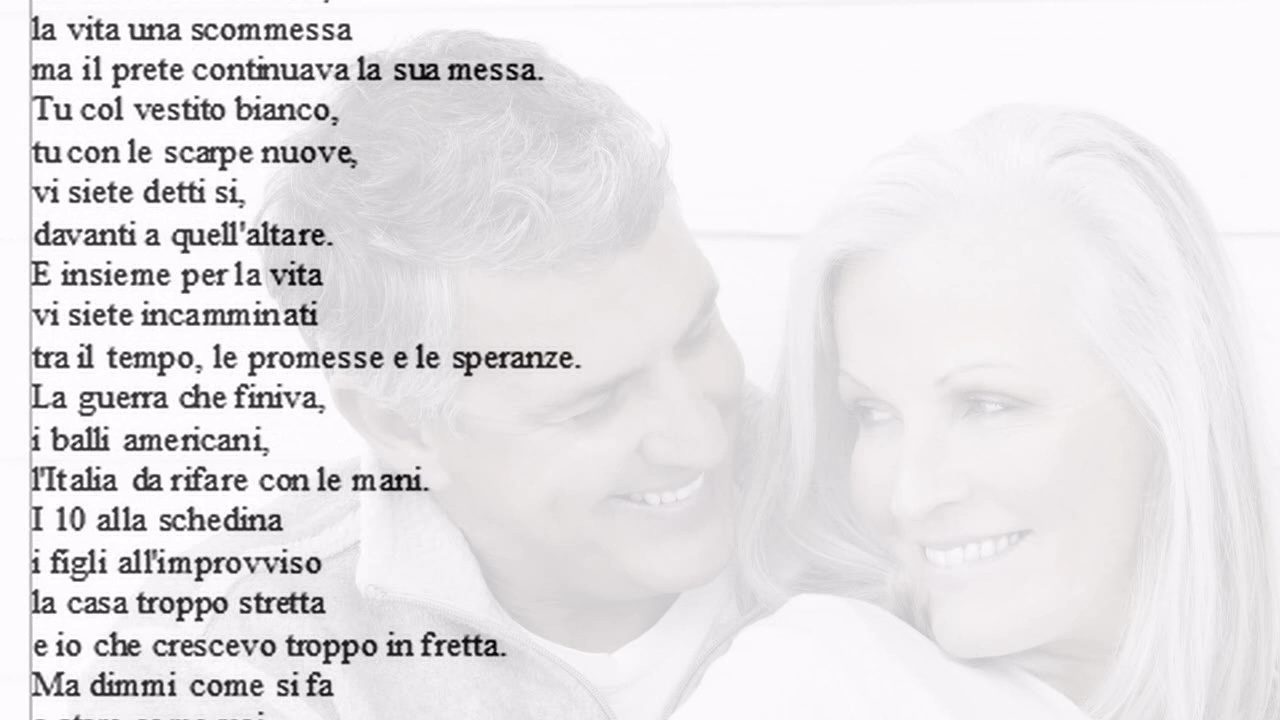 la vita una scommessa
ma il prete continuava la sua messa.
Tu col vestito bianco,
tu con le scarpe nuove,
vi siete detti si,
davanti a quell'altare.
E insieme per la vita
vi siete incamminati
tra il tempo, le promesse e le speranze.
La guerra che finiva,
i balli americani,
l'Italia da rifare con le mani.
I 10 alla schedina
i figli all'improvviso
la casa troppo stretta
e io che crescevo troppo in fretta.
Ma dimmi come si fa